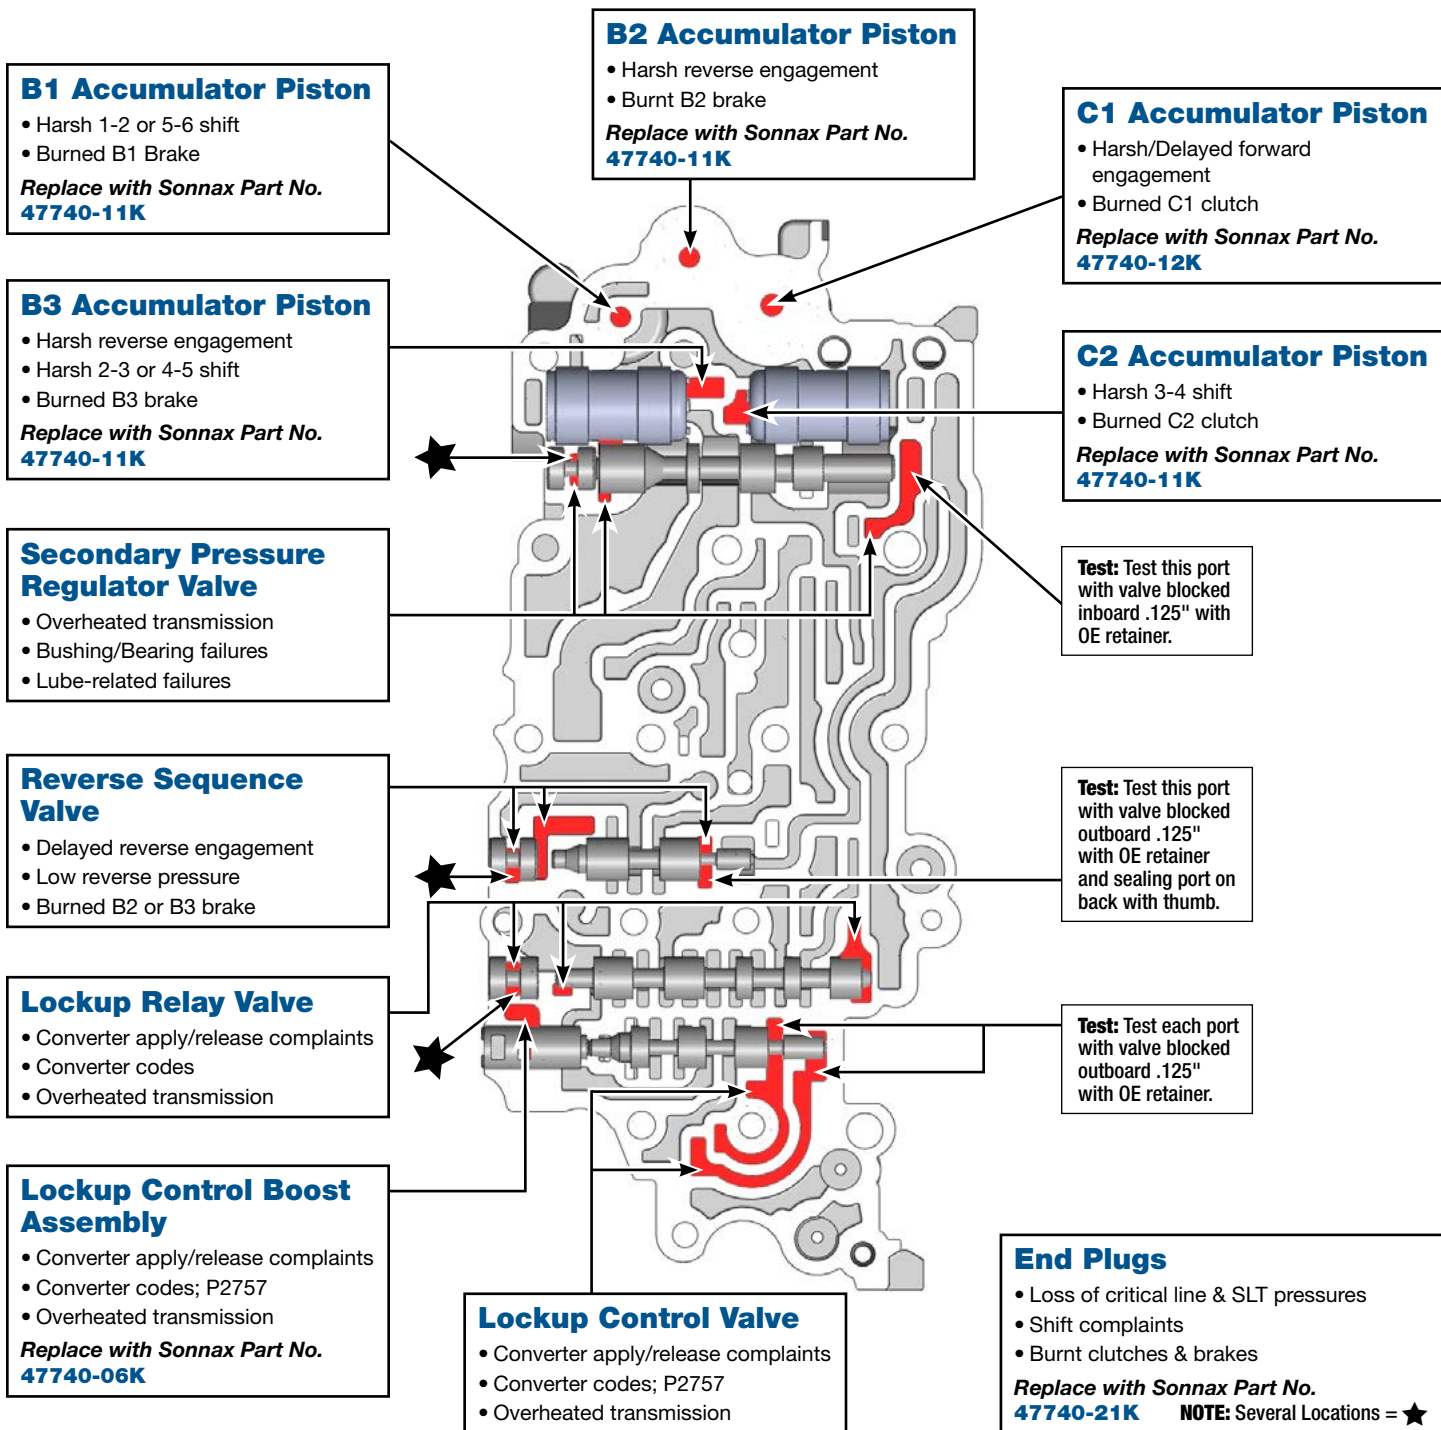 B2 Accumulator Piston
• Harsh reverse engagement
• Burnt B2 brake
Replace with Sonnax Part No.
47740-11K
B1 Accumulator Piston
• Harsh 1-2 or 5-6 shift
• Burned B1 Brake
Replace with Sonnax Part No.
47740-11K
C1 Accumulator Piston
• Harsh/Delayed forward
engagement
• Burned C1 clutch
Replace with Sonnax Part No.
47740-12K
B3 Accumulator Piston
• Harsh reverse engagement
• Harsh 2-3 or 4-5 shift
• Burned B3 brake
Replace with Sonnax Part No.
47740-11K
C2 Accumulator Piston
• Harsh 3-4 shift
• Burned C2 clutch
Replace with Sonnax Part No.
47740-11K
Secondary Pressure
Regulator Valve
• Overheated transmission
• Bushing/Bearing failures
• Lube-related failures
Test: Test this port
with valve blocked
inboard .125" with
OE retainer.
Reverse Sequence
Valve
• Delayed reverse engagement
• Low reverse pressure
• Burned B2 or B3 brake
Test: Test this port
with valve blocked
outboard .125"
with OE retainer
and sealing port on
back with thumb.
Lockup Relay Valve
• Converter apply/release complaints
• Converter codes
• Overheated transmission
Test: Test each port
with valve blocked
outboard .125"
with OE retainer.
Lockup Control Boost
Assembly
• Converter apply/release complaints
• Converter codes; P2757
• Overheated transmission
Replace with Sonnax Part No.
47740-06K
Lockup Control Valve
• Converter apply/release complaints
• Converter codes; P2757
• Overheated transmission
End Plugs
• Loss of critical line & SLT pressures
• Shift complaints
• Burnt clutches & brakes
Replace with Sonnax Part No.
47740-21K NOTE: Several Locations = ★